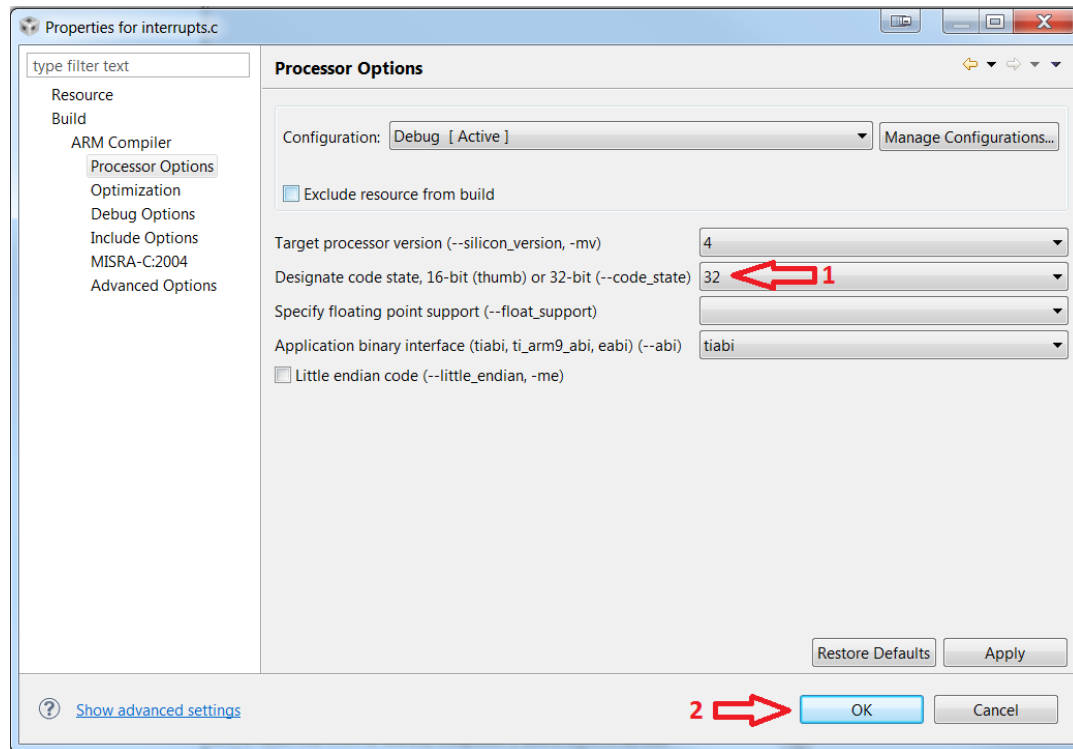 Properties for interrupts.c
type filter text
Resource
Build
ARM Compiler
Processor Options
Optimization
Debug Options
Include Options
MISRA-C:2004
Advanced Options
Processor Options
Configuration: Debug [ Active ] Manage Configurations...
Exclude resource from build
Target processor version (--silicon_version, -mv) 4
Designate code state, 16-bit (thumb) or 32-bit (--code_state) 32 1
Specify floating point support (--float_support)
Application binary interface (tiabi, ti_arm9_abi, eabi) (--abi) tiabi
Little endian code (--little_endian, -me)
Restore Defaults Apply
? Show advanced settings 2 OK Cancel